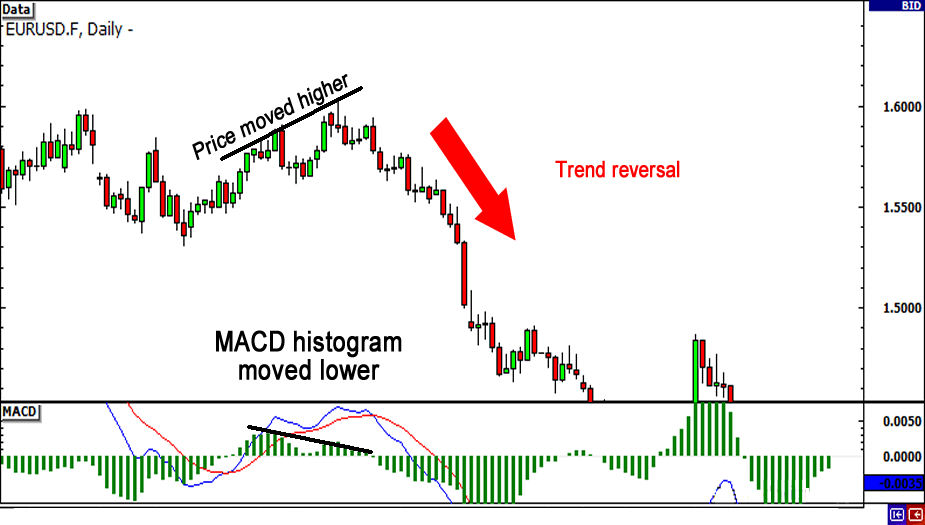 Data
BID
EURUSD.F, Daily -
Price moved higher
1.6000
Trend reversal
1.5500
1.5000
MACD histogram
moved lower
MACD
0.0050
0.0000
-0.0035